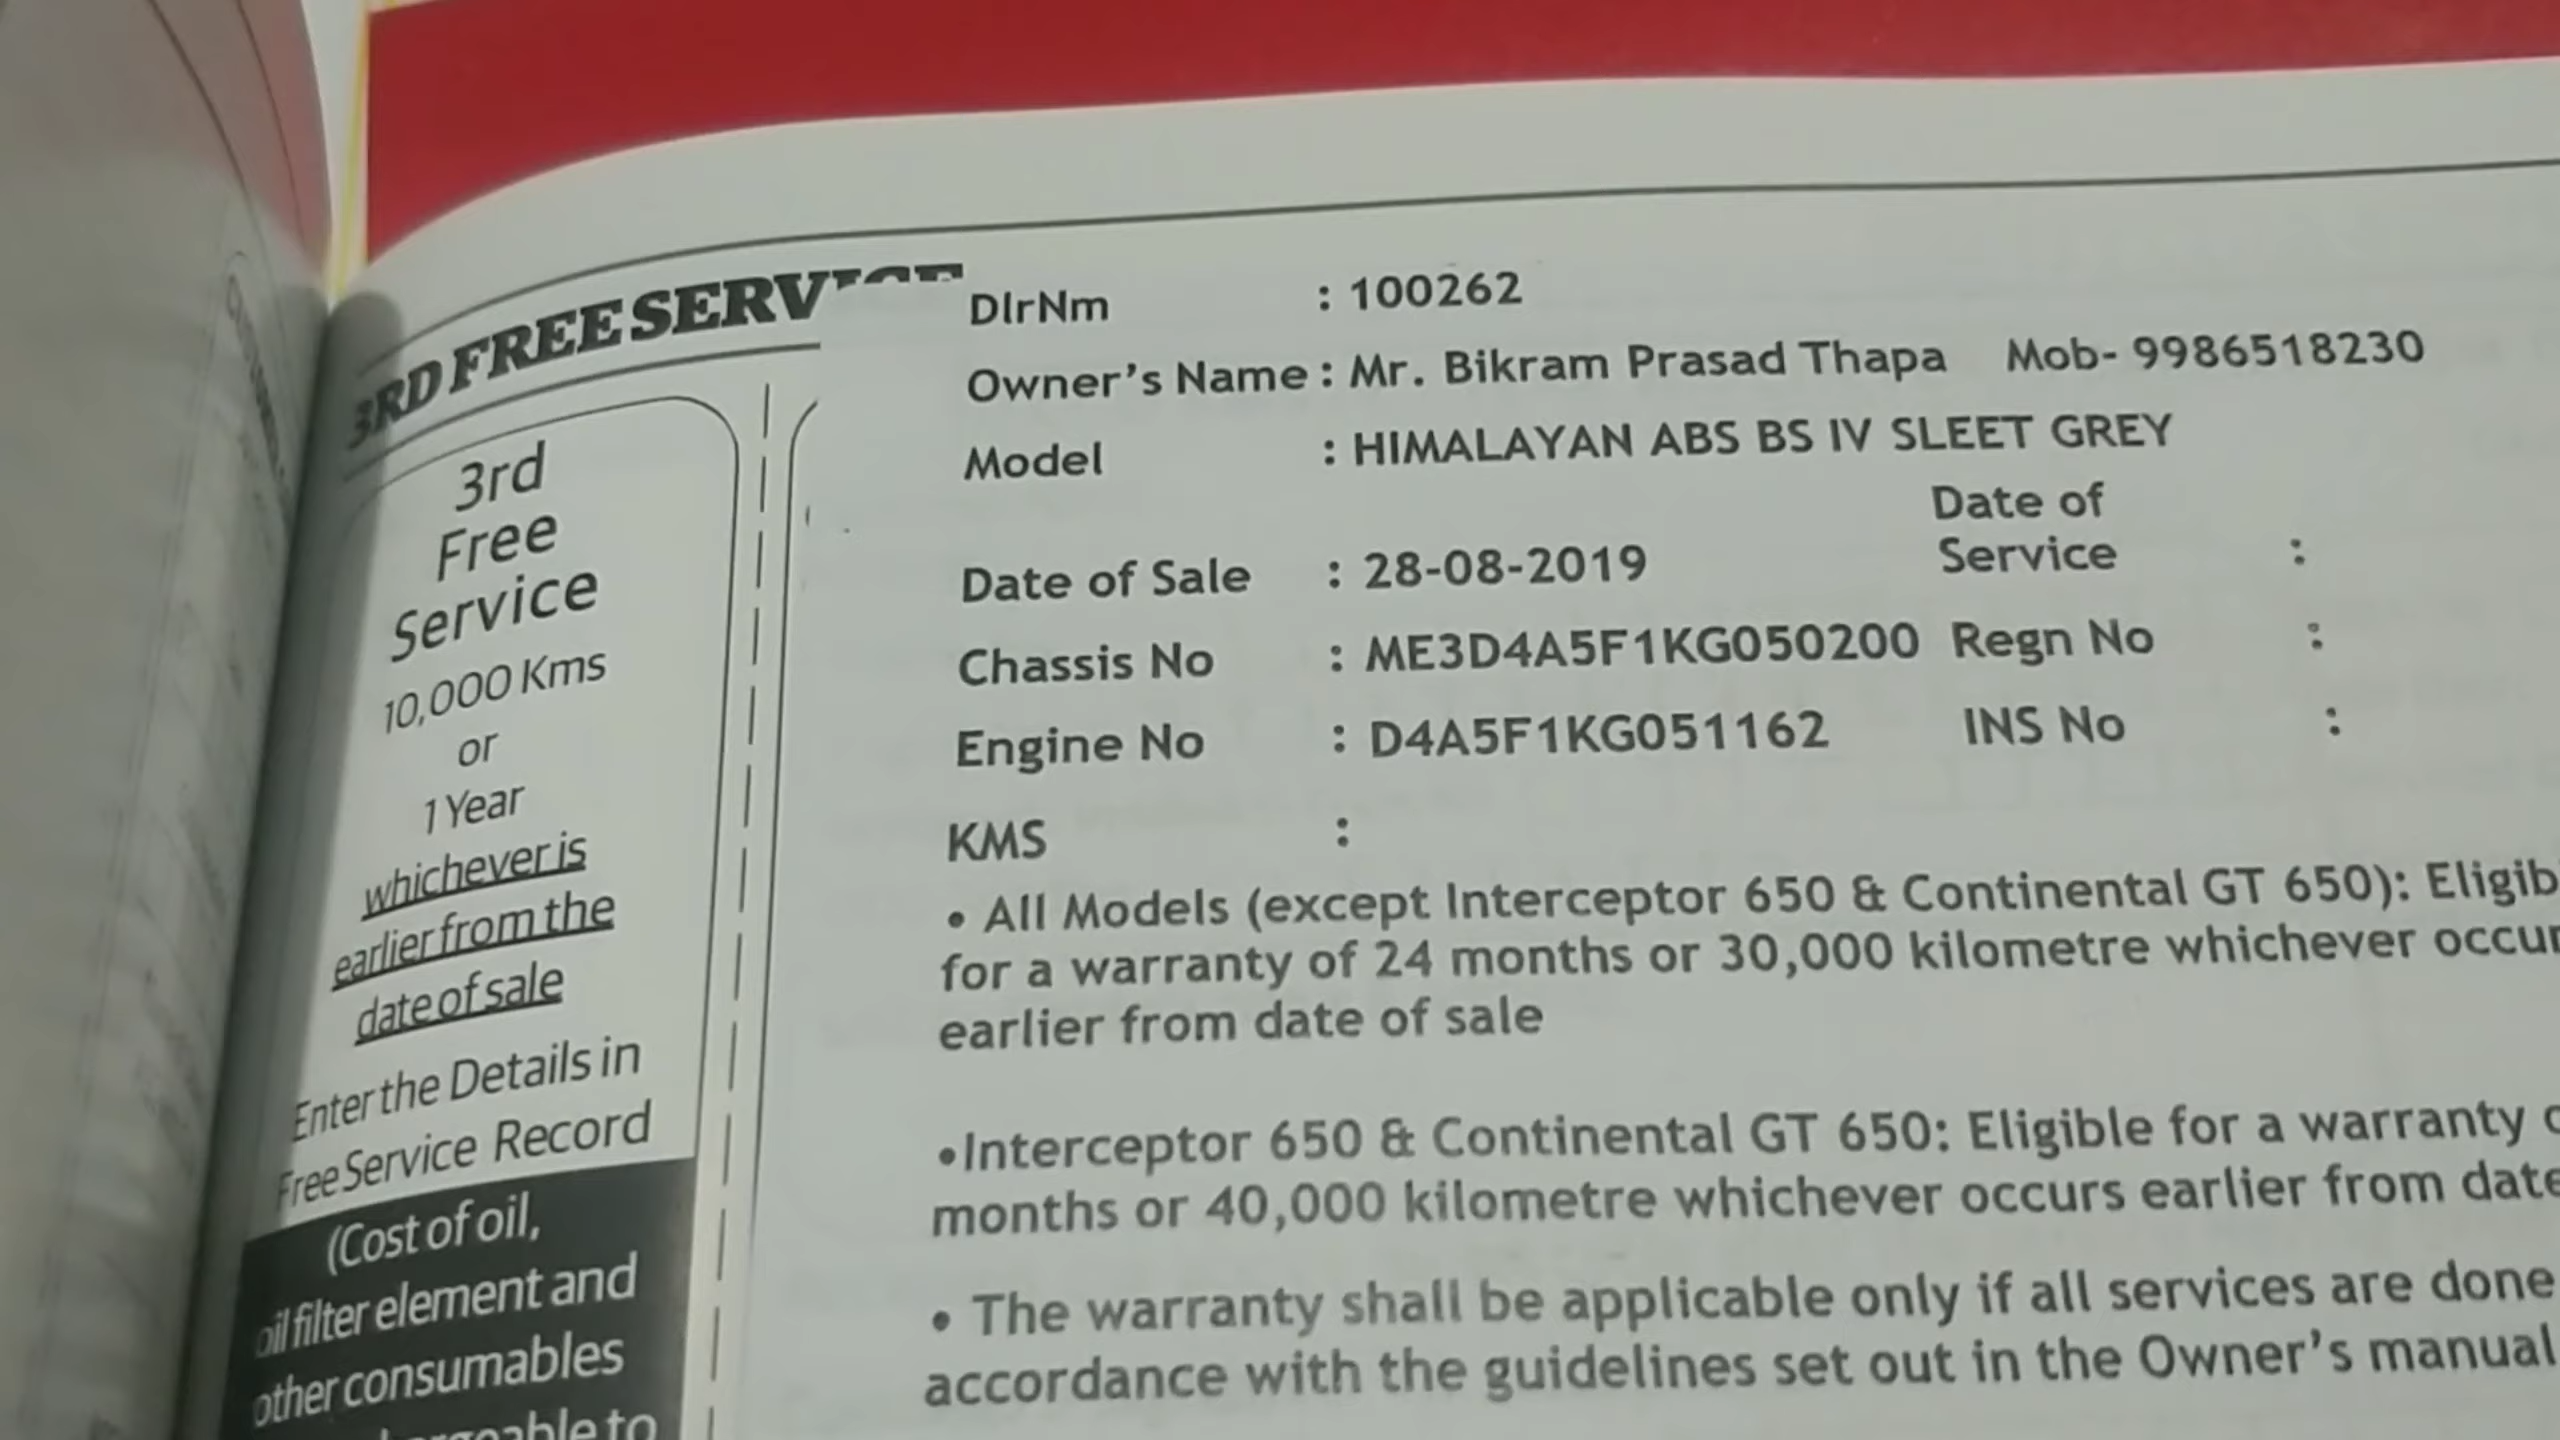 3RD FREE SERVICE
3rd
Free
Service
10,000 Kms
or
1 Year
whichever is
earlier from the
date of sale
Enter the Details in
Free Service Record
(Cost of oil,
oil filter element and
other consumables
to
DlrNm : 100262
Owner's Name : Mr. Bikram Prasad Thapa Mob- 9986518230
Model : HIMALAYAN ABS BS IV SLEET GREY
Date of Sale : 28-08-2019 Date of Service :
Chassis No : ME3D4A5F1KG050200 Regn No :
Engine No : D4A5F1KG051162 INS No :
KMS :
• All Models (except Interceptor 650 & Continental GT 650): Eligib
for a warranty of 24 months or 30,000 kilometre whichever occur
earlier from date of sale
•Interceptor 650 & Continental GT 650: Eligible for a warranty
months or 40,000 kilometre whichever occurs earlier from date
• The warranty shall be applicable only if all services are done
accordance with the guidelines set out in the Owner's manual